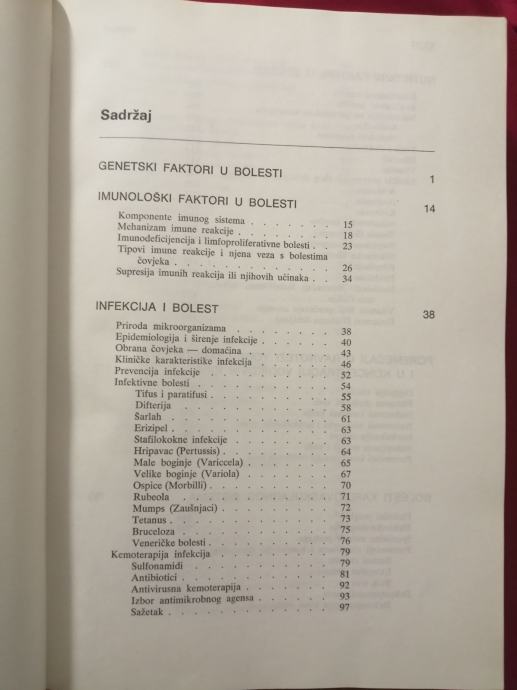 Sadržaj
GENETSKI FAKTORI U BOLESTI 1
IMUNOLOŠKI FAKTORI U BOLESTI 14
Komponente imunog sistema . . . . . . 15
Mehanizam imune reakcije . . . . . . . 18
Imunodeficijencija i limfoproliferativne bolesti . . 23
Tipovi imune reakcije i njena veza s bolestima
čovjeka . . . . . . . . . . . 26
Supresija imunih reakcija ili njihovih učinaka . . 34
INFEKCIJA I BOLEST 38
Priroda mikroorganizama . . . . . . . 38
Epidemiologija i širenje infekcije . . . . . 40
Obrana čovjeka — domaćina . . . . . . 43
Kliničke karakteristike infekcija . . . . . 46
Prevencija infekcije . . . . . . . . . 52
Infektivne bolesti . . . . . . . . . 54
Tifus i paratifusi . . . . . . . . 55
Difterija . . . . . . . . . . 58
Šarlah . . . . . . . . . . 61
Erizipel . . . . . . . . . . 63
Stafilokokne infekcije . . . . . . . 63
Hripavac (Pertussis) . . . . . . . 64
Male boginje (Variccela) . . . . . . 65
Velike boginje (Variola) . . . . . . 67
Ospice (Morbilli) . . . . . . . . 70
Rubeola . . . . . . . . . . 71
Mumps (Zaušnjaci) . . . . . . . 72
Tetanus . . . . . . . . . . 73
Bruceloza . . . . . . . . . 75
Veneričke bolesti . . . . . . . . 76
Kemoterapija infekcija . . . . . . . . 79
Sulfonamidi . . . . . . . . . 79
Antibiotici . . . . . . . . . 81
Antivirusna kemoterapija . . . . . . 92
Izbor antimikrobnog agensa . . . . . . 93
Sažetak . . . . . . . . . . 97